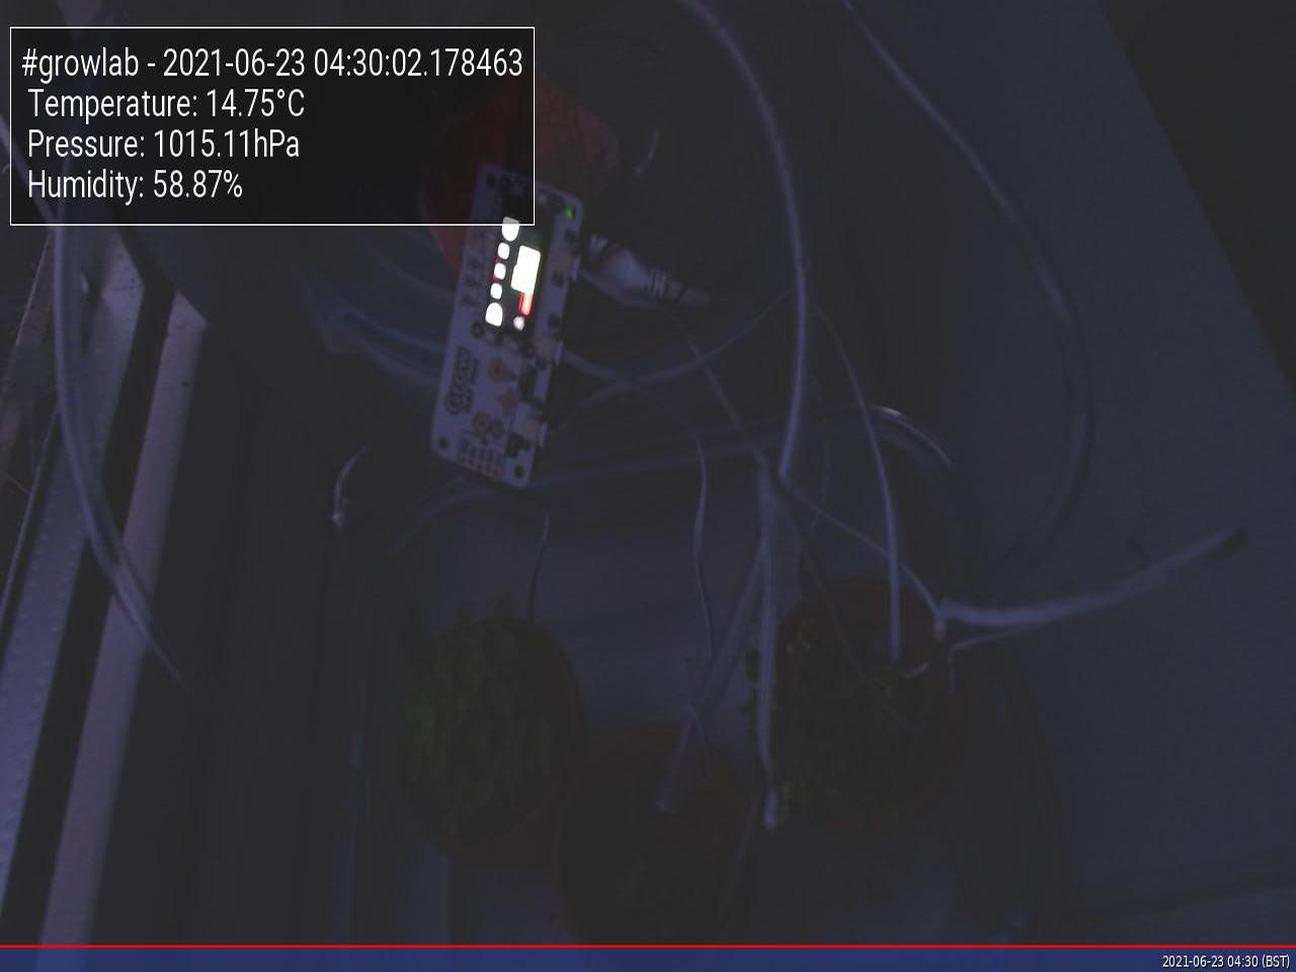 #growlab - 2021-06-23 04:30:02.178463
Temperature: 14.75°C
Pressure: 1015.11hPa
Humidity: 58.87%
GROW
2021-06-23 04:30 (BST)